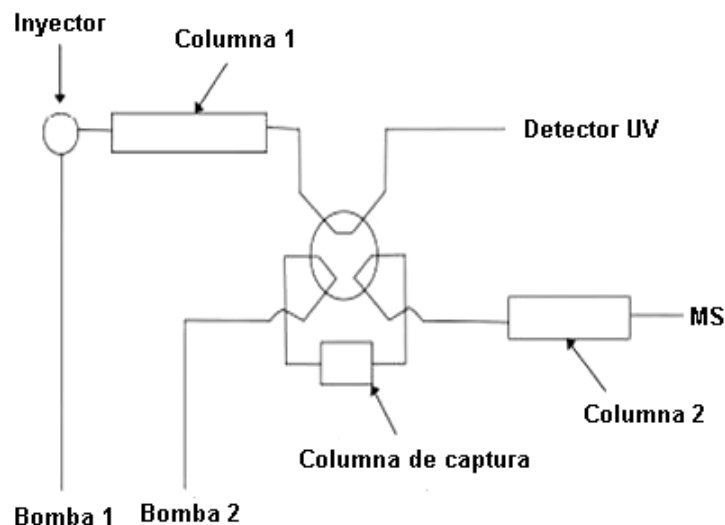 Inyector
Columna 1
Detector UV
MS
Columna 2
Columna de captura
Bomba 1
Bomba 2